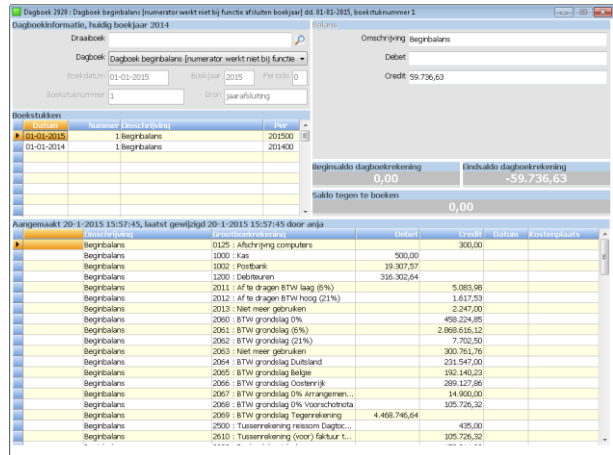 Dagboek 2920 : Dagboek beginbalans [numerator werkt niet bij functie afsluiten boekjaar] dd. 01-01-2015, boekstuknummer 1
Dagboekinformatie, huidig boekjaar 2014
Draaiboek
Dagboek Dagboek beginbalans [numerator werkt niet bij functie
Boekdatum 01-01-2015 Boekjaar 2015 Periode 0
Boekstuknummer 1 Bron jaarafsluiting
Balans
Omschrijving Beginbalans
Debet
Credit 59.736,63
Boekstukken
Datum Nummer Omschrijving Per
01-01-2015 1 Beginbalans 201500
01-01-2014 1 Beginbalans 201400
Beginsaldo dagboekrekening Eindsaldo dagboekrekening
0,00 -59.736,63
Saldo tegen te boeken
0,00
Aangemaakt 20-1-2015 15:57:45, laatst gewijzigd 20-1-2015 15:57:45 door anja
Omschrijving Grootboekrekening Debet Credit Datum Kostenplaats
Beginbalans 0125 : Afschrijvng computers 300,00
Beginbalans 1000 : Kas 500,00
Beginbalans 1002 : Postbank 19.307,57
Beginbalans 1200 : Debiteuren 316.302,64
Beginbalans 2011 : Af te dragen BTW laag (6%) 5.083,98
Beginbalans 2012 : Af te dragen BTW hoog (21%) 1.617,53
Beginbalans 2013 : Niet meer gebruiken 2.247,00
Beginbalans 2060 : BTW grondslag 0% 458.224,85
Beginbalans 2061 : BTW grondslag (6%) 2.868.616,12
Beginbalans 2062 : BTW grondslag (21%) 7.702,50
Beginbalans 2063 : Niet meer gebruiken 300.761,76
Beginbalans 2064 : BTW grondslag Duitsland 231.547,00
Beginbalans 2065 : BTW grondslag Belgie 192.140,23
Beginbalans 2066 : BTW grondslag Oostenrijk 289.127,86
Beginbalans 2067 : BTW grondslag 0% Arrangemen... 14.900,00
Beginbalans 2068 : BTW grondslag 0% Voorschotnota 105.726,32
Beginbalans 2069 : BTW grondslag Tegenrekening 4.468.746,64
Beginbalans 2500 : Tussenrekening reissom Dagtoc... 435,00
Beginbalans 2610 : Tussenrekening (voor) faktuur t... 105.726,32